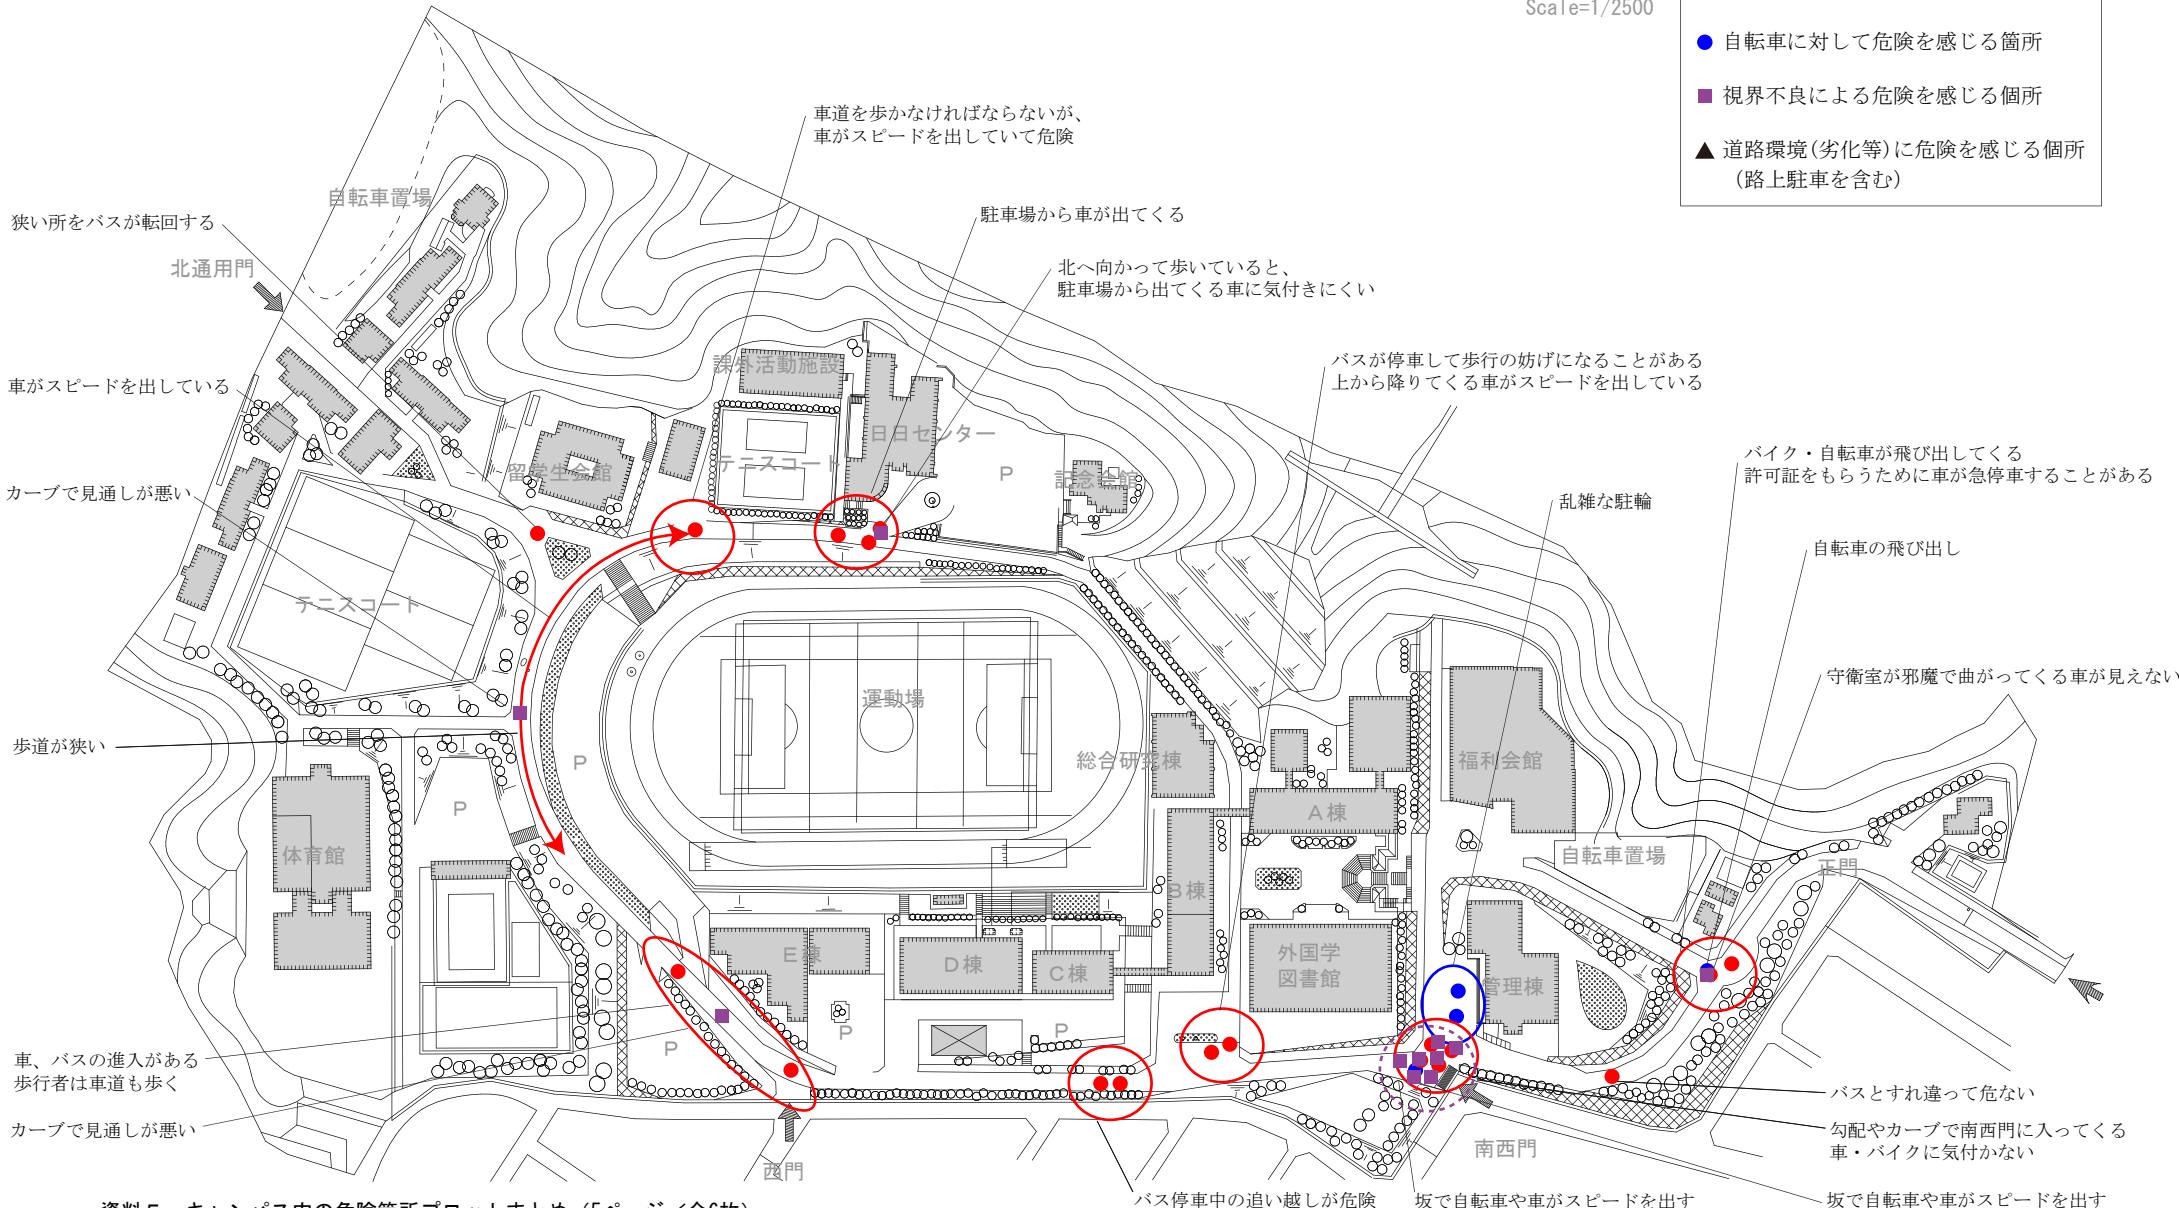 Scale=1/2500
● 自転車に対して危険を感じる箇所
■ 視界不良による危険を感じる個所
▲ 道路環境(劣化等)に危険を感じる個所
(路上駐車を含む)
車道を歩かなければならないが、
車がスピードを出していて危険
自転車置場
狭い所をバスが転回する
駐車場から車が出てくる
北通用門
北へ向かって歩いていると、
駐車場から出てくる車に気付きにくい
課外活動施設
バスが停車して歩行の妨げになることがある
上から降りてくる車がスピードを出している
車がスピードを出している
日日センター
バイク・自転車が飛び出してくる
許可証をもらうために車が急停車することがある
テニスコート
留学生会館
P
記念会館
カーブで見通しが悪い
乱雑な駐輪
自転車の飛び出し
テニスコート
守衛室が邪魔で曲がってくる車が見えない
運動場
歩道が狭い
P
総合研究棟
福利会館
P
A棟
体育館
自転車置場
正門
B棟
E棟
D棟
C棟
外国学
図書館
管理棟
P
P
P
車、バスの進入がある
歩行者は車道も歩く
バスとすれ違って危ない
カーブで見通しが悪い
勾配やカーブで南西門に入ってくる
車・バイクに気付かない
南西門
西門
バス停車中の追い越しが危険
坂で自転車や車がスピードを出す
坂で自転車や車がスピードを出す